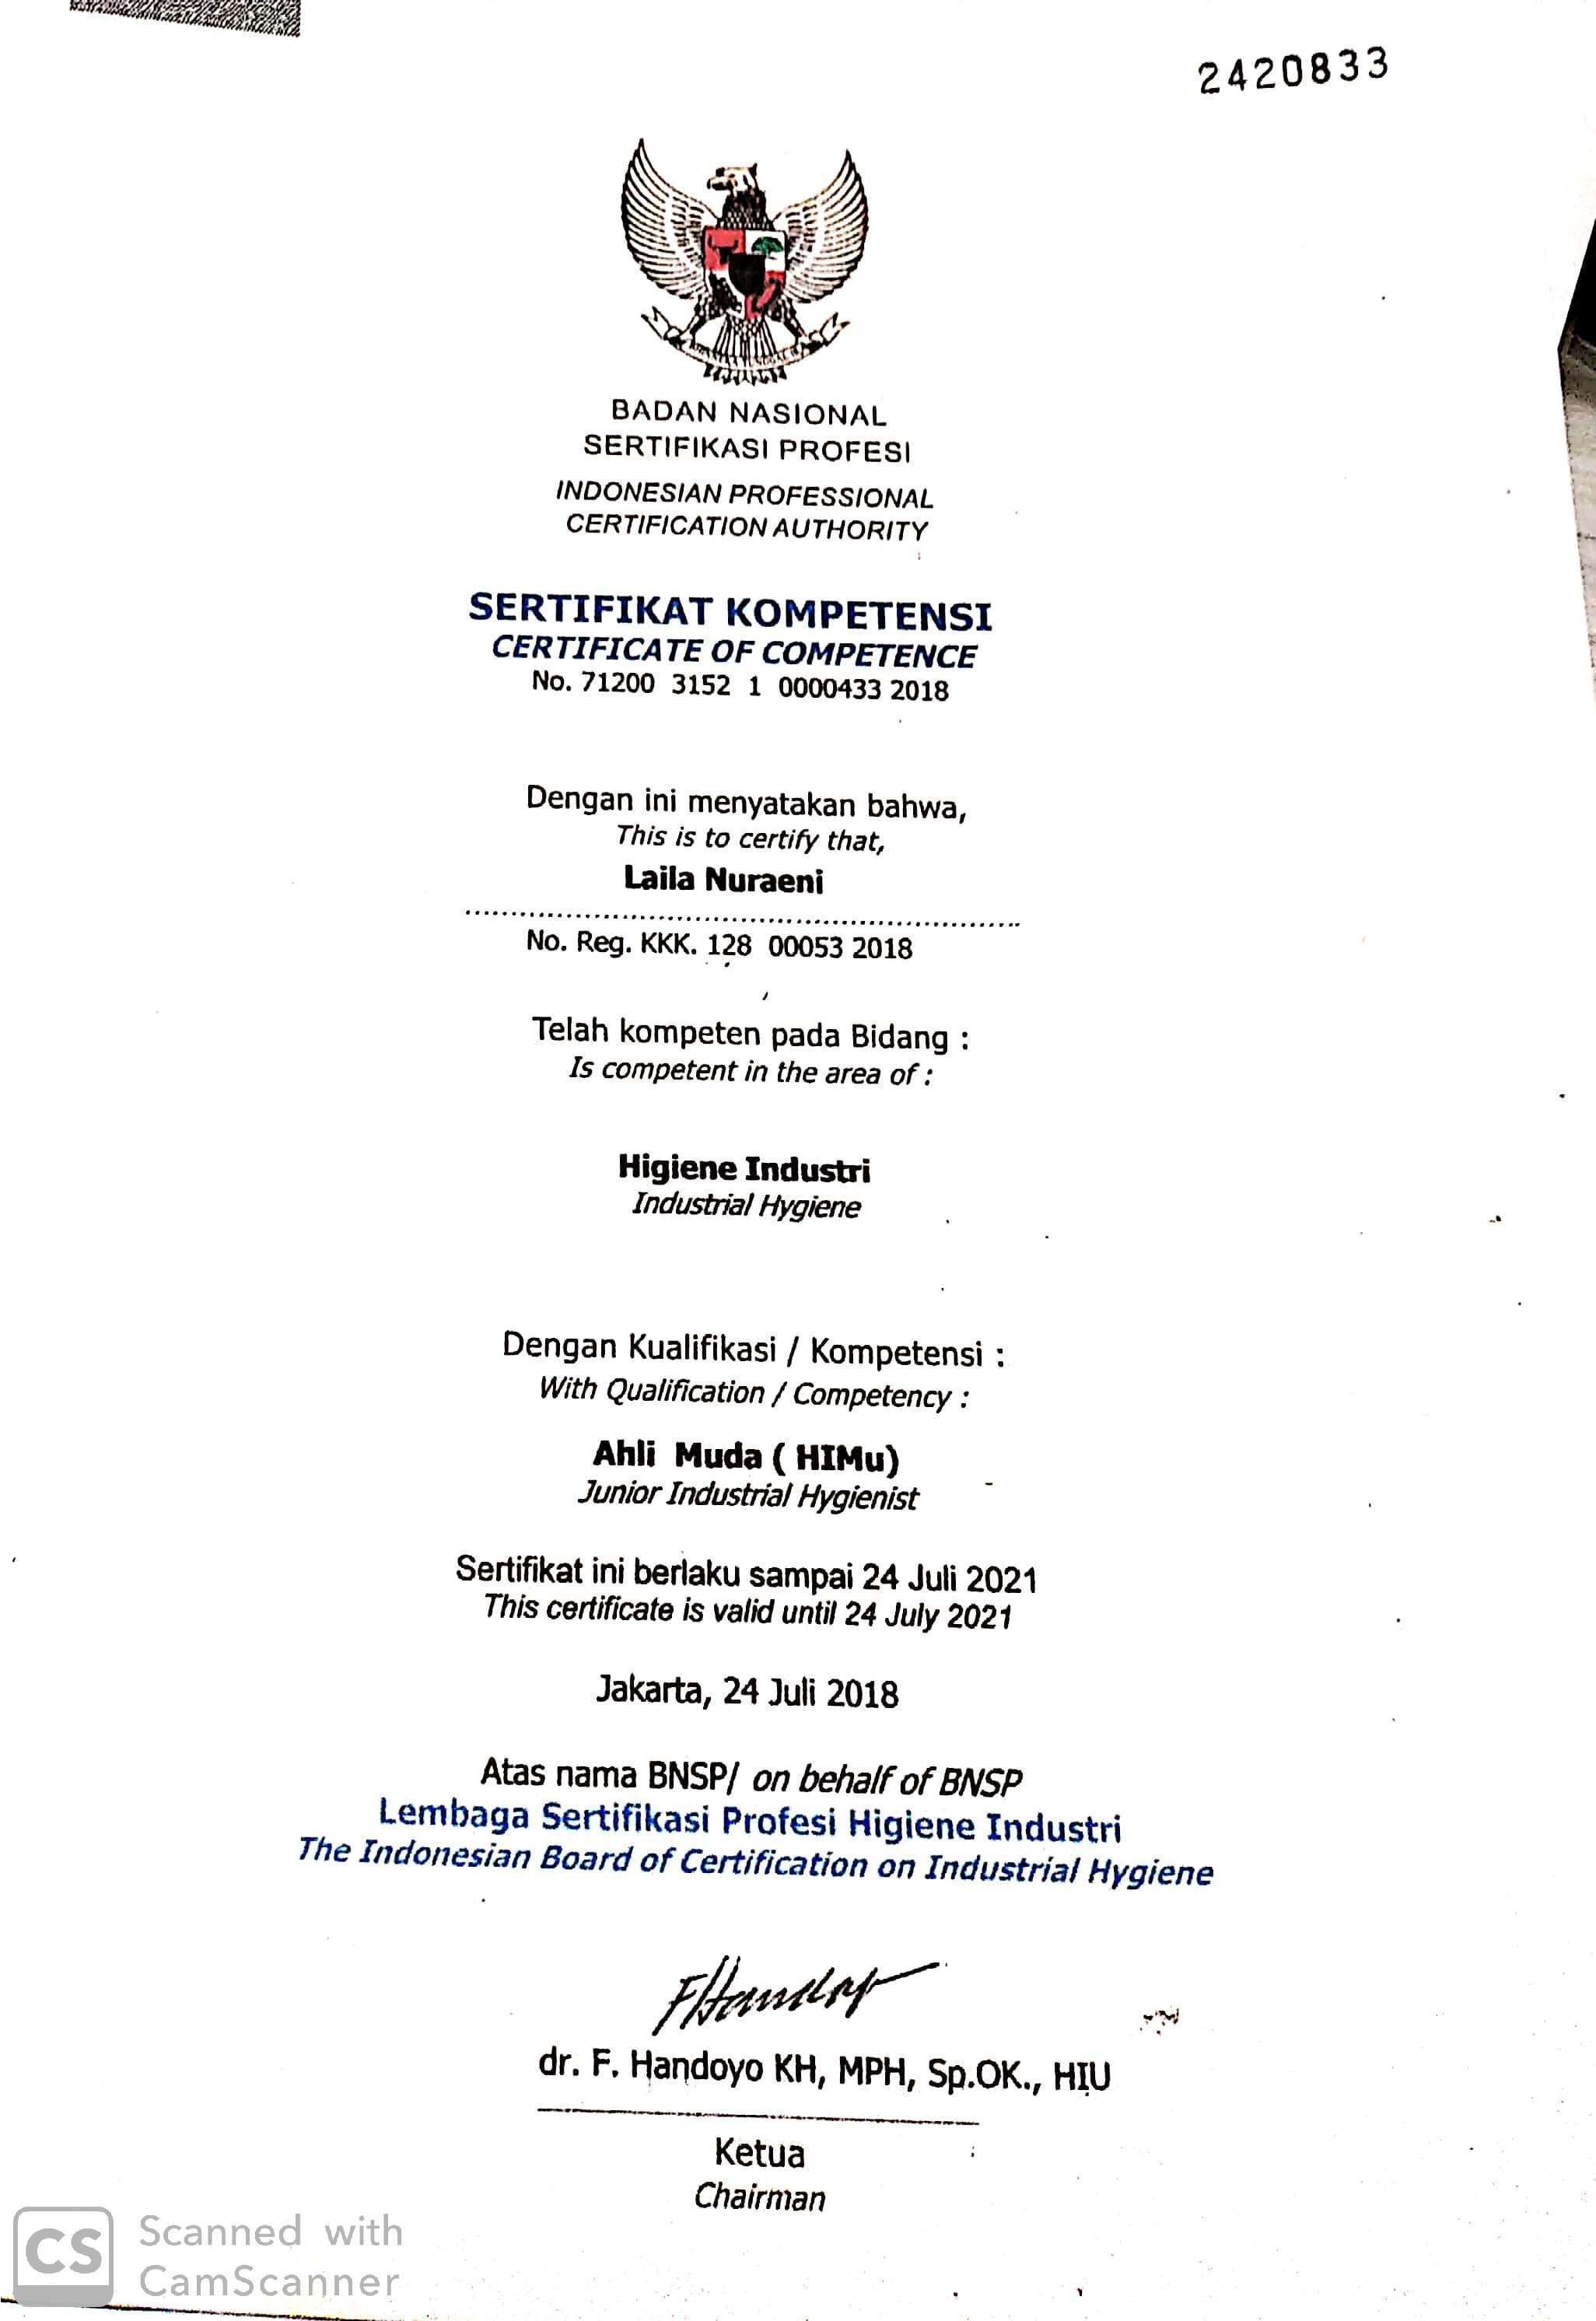 2420833
BADAN NASIONAL
SERTIFIKASI PROFESI
INDONESIAN PROFESSIONAL
CERTIFICATION AUTHORITY
SERTIFIKAT KOMPETENSI
CERTIFICATE OF COMPETENCE
No. 71200 3152 1 0000433 2018
Dengan ini menyatakan bahwa,
This is to certify that,
Laila Nuraeni
No. Reg. KKK. 128 00053 2018
Telah kompeten pada Bidang :
Is competent in the area of :
Higiene Industri
Industrial Hygiene
Dengan Kualifikasi / Kompetensi :
With Qualification / Competency :
Ahli Muda ( HIMu)
Junior Industrial Hygienist
Sertifikat ini berlaku sampai 24 Juli 2021
This certificate is valid until 24 July 2021
Jakarta, 24 Juli 2018
Atas nama BNSP/ on behalf of BNSP
Lembaga Sertifikasi Profesi Higiene Industri
The Indonesian Board of Certification on Industrial Hygiene
dr. F. Handoyo KH, MPH, Sp.OK., HIU
Ketua
Chairman
CS Scanned with
CamScanner